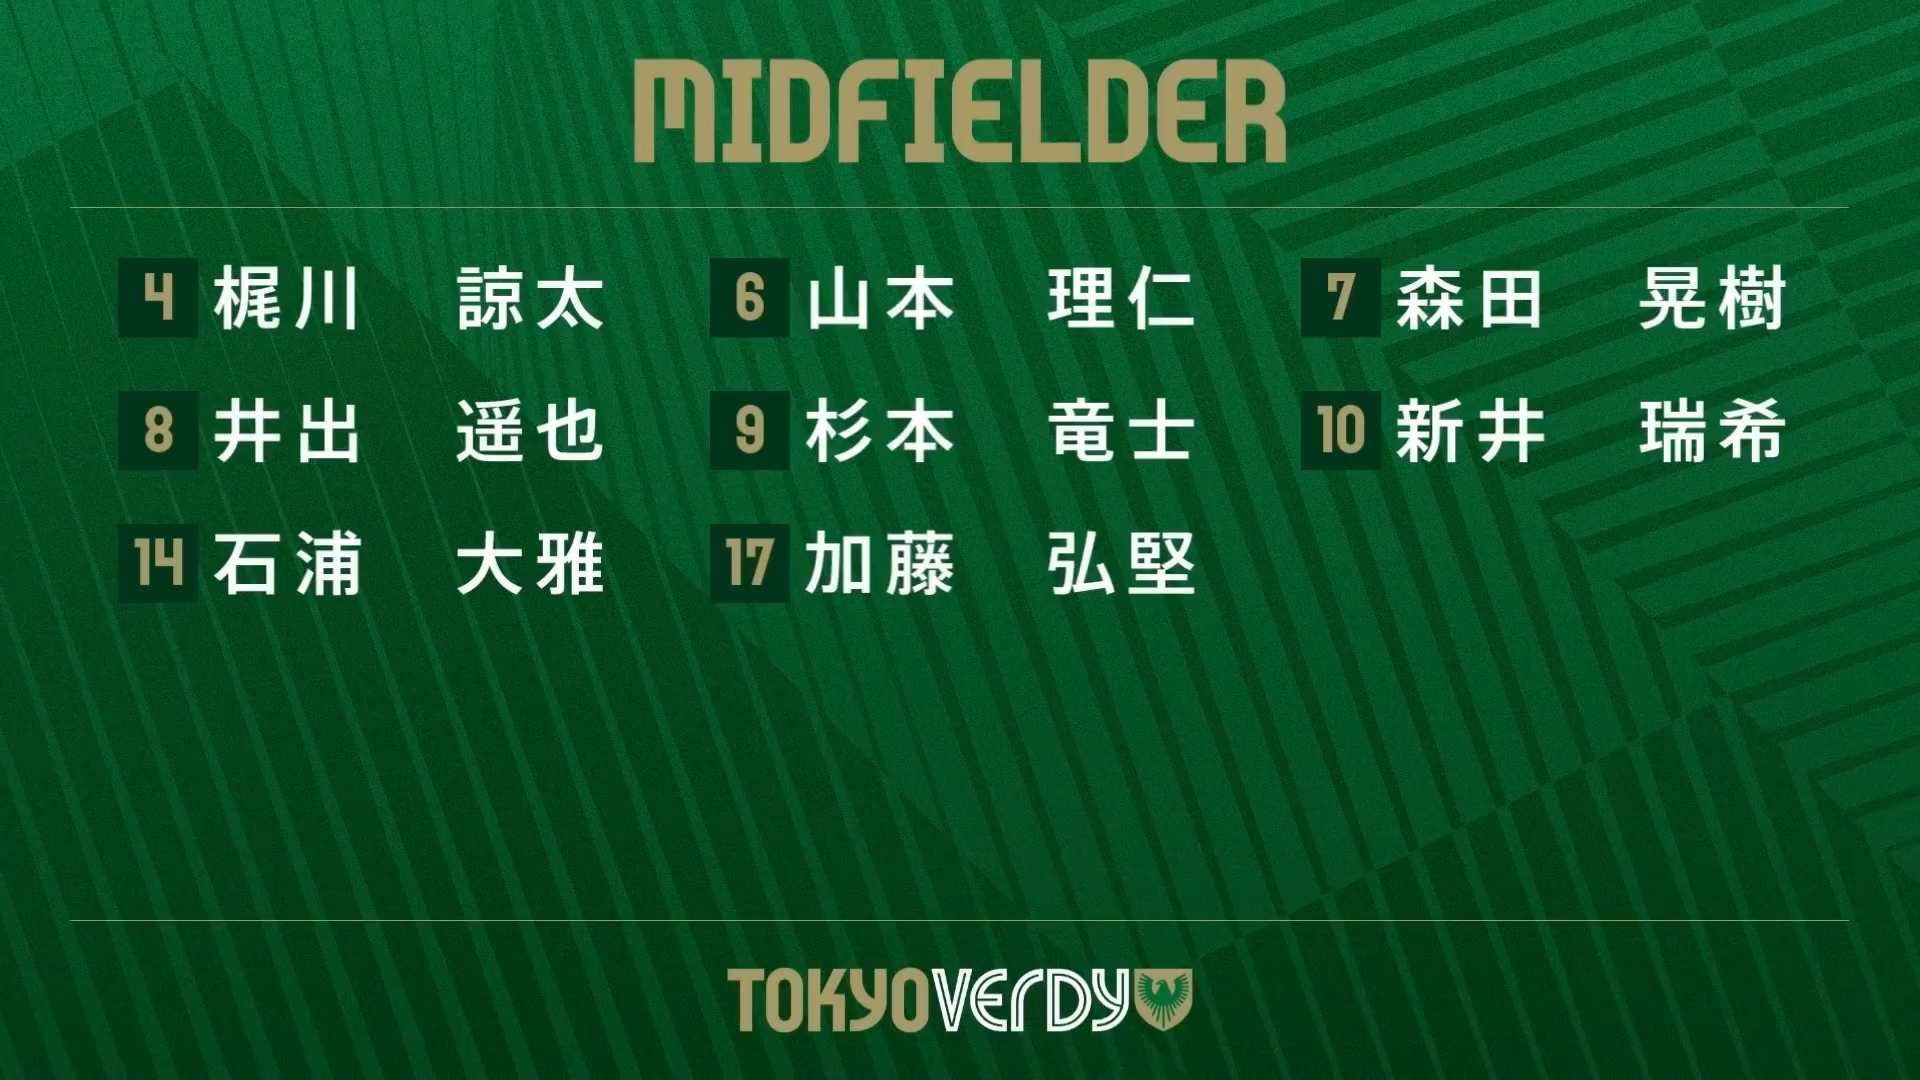 MIDFIELDER
4 梶川 諒太 6 山本 理仁 7 森田 晃樹
8 井出 遥也 9 杉本 竜士 10 新井 瑞希
14 石浦 大雅 17 加藤 弘堅
TOKYO VERDY